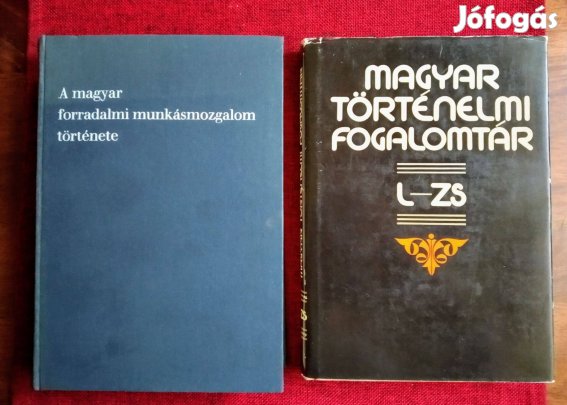 Jófogás
A magyar
forradalmi munkásmozgalom
története
MAGYAR
TÖRTÉNELMI
FOGALOMTÁR
L—ZS